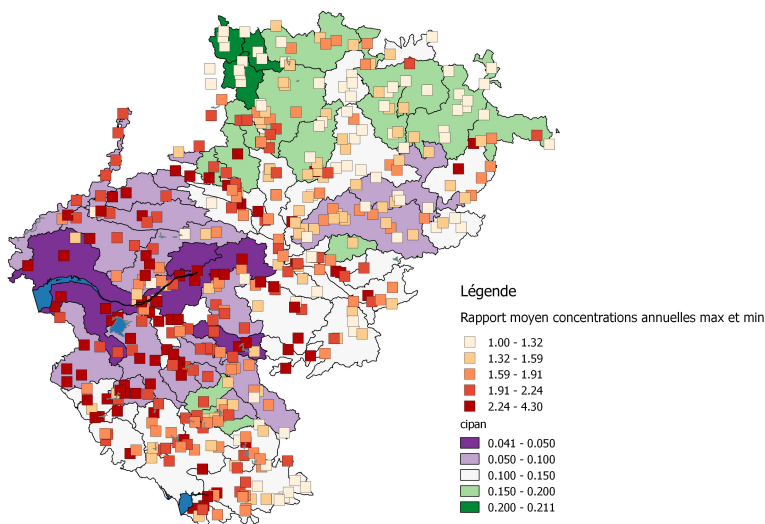 Légende
Rapport moyen concentrations annuelles max et min
1.00 - 1.32
1.32 - 1.59
1.59 - 1.91
1.91 - 2.24
2.24 - 4.30
cipan
0.041 - 0.050
0.050 - 0.100
0.100 - 0.150
0.150 - 0.200
0.200 - 0.211